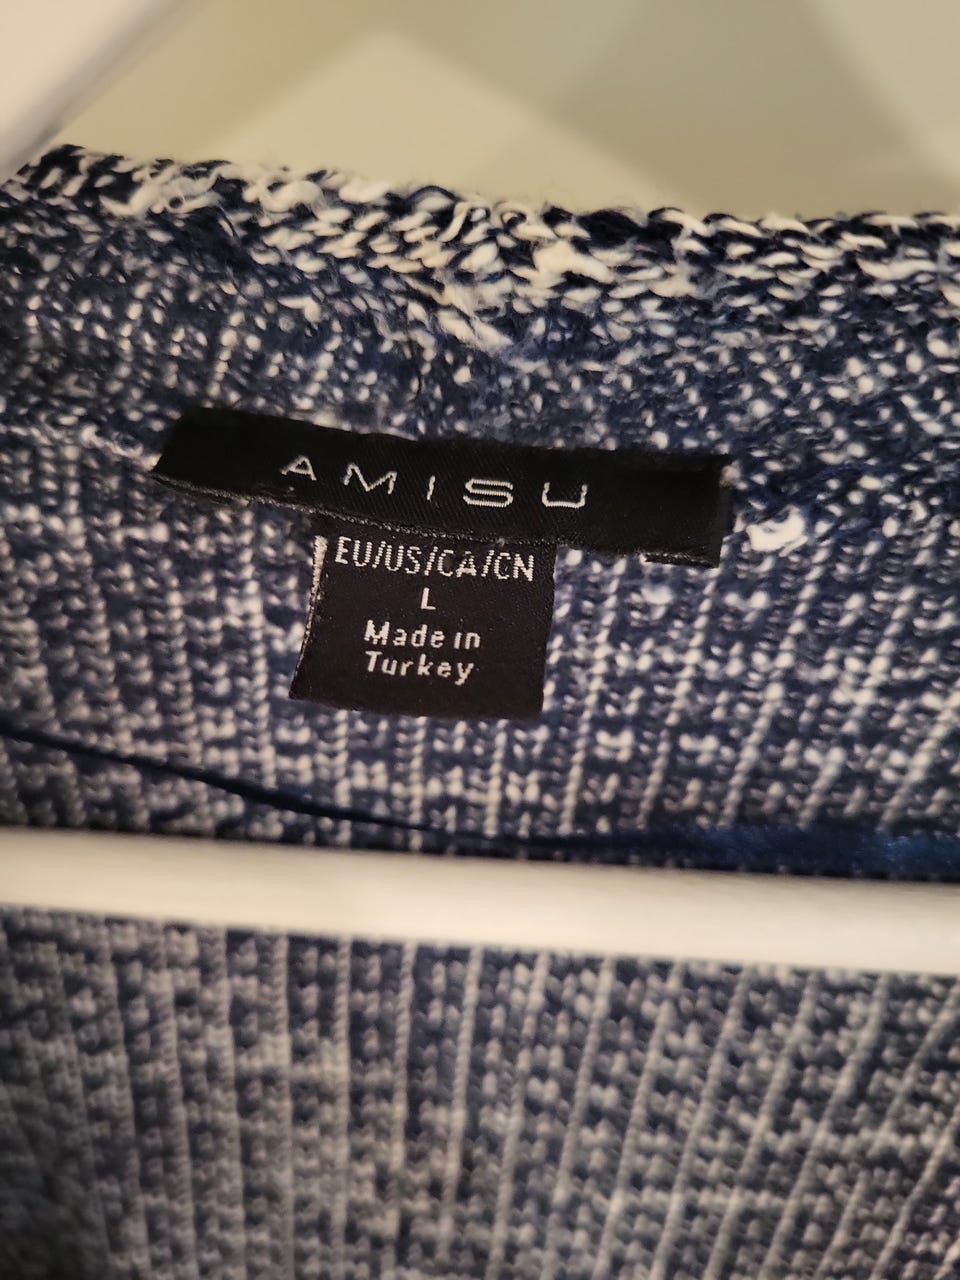 AMISU
EU/US/CA/CN
L
Made in
Turkey